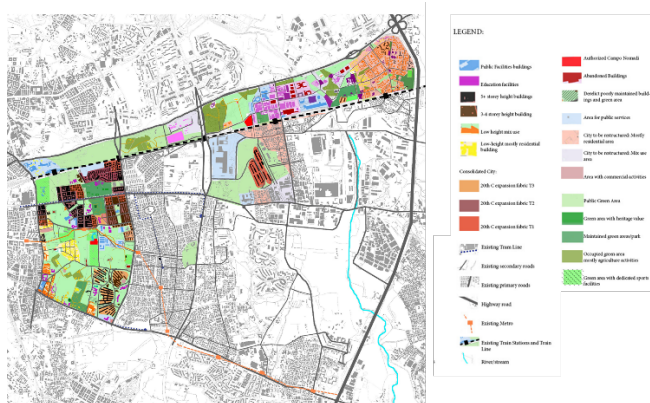 LEGEND:
Public Facilities buildings
Education facilities
5+ storey height buildings
3-4 storey height building
Low height mix use
Low-height mostly residential
building
Consolidated City:
20th C expansion fabric T3
20th C expansion fabric T2
20th C expansion fabric T1
Existing Tram Line
Existing secondary roads
Existing primary roads
Highway road
Existing Metro
Existing Train Stations and Train
Line
River/stream
Authorized Campo Nomadi
Abandoned Buildings
Derelict poorly maintained build-
ings and green area
Area for public services
City to be restructured: Mostly
residential area
City to be restructured: Mix use
area
Area with commercial activities
Public Green Area
Green area with heritage value
Maintained green areas/park
Occupied green area
mostly agriculture activities
Green area with dedicated sports
facilities